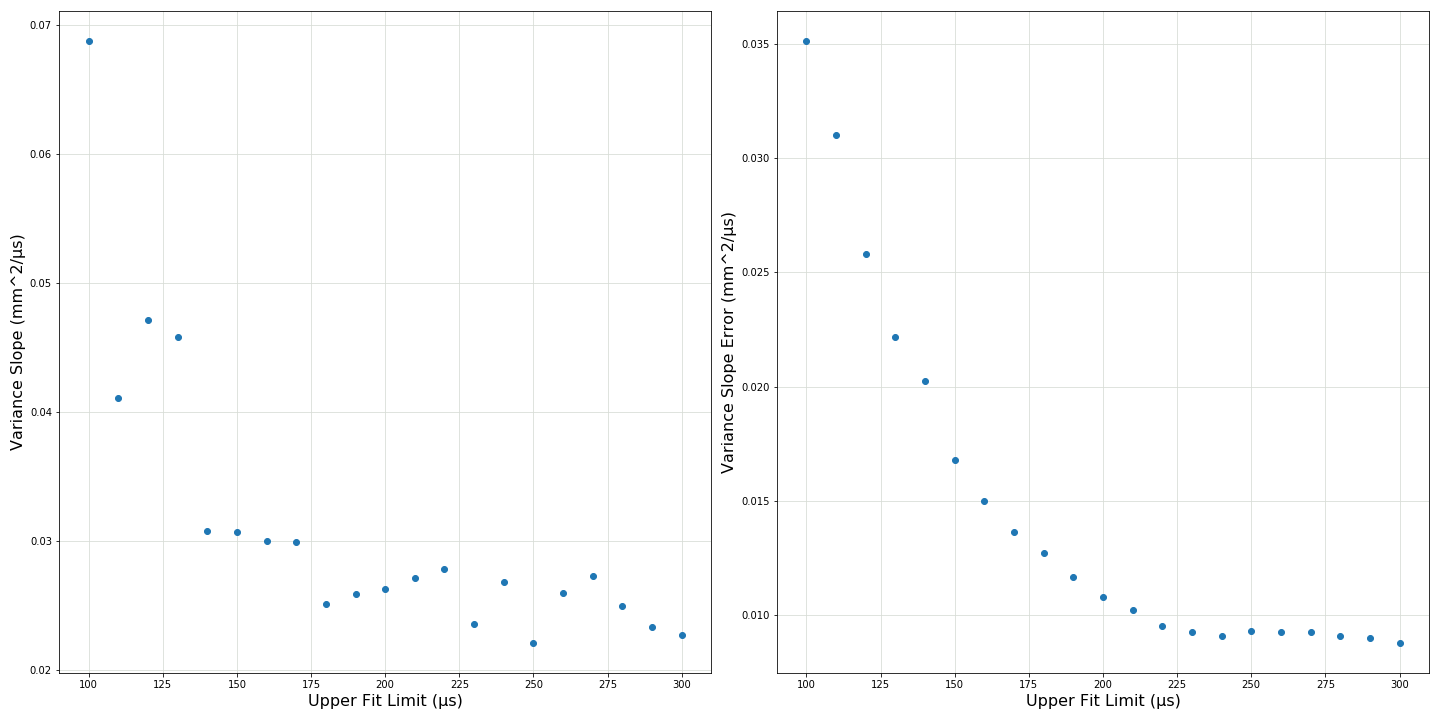 0.07
0.06
0.05
0.04
0.03
0.02
Variance Slope (mm^2/μs)
100 125 150 175 200 225 250 275 300
Upper Fit Limit (μs)
0.035
0.030
0.025
0.020
0.015
0.010
Variance Slope Error (mm^2/μs)
100 125 150 175 200 225 250 275 300
Upper Fit Limit (μs)